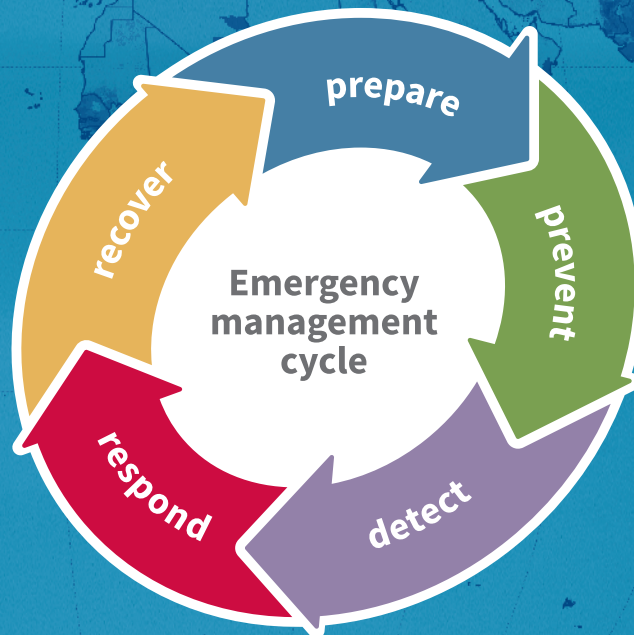 prepare
prevent
detect
respond
recover
Emergency
management
cycle